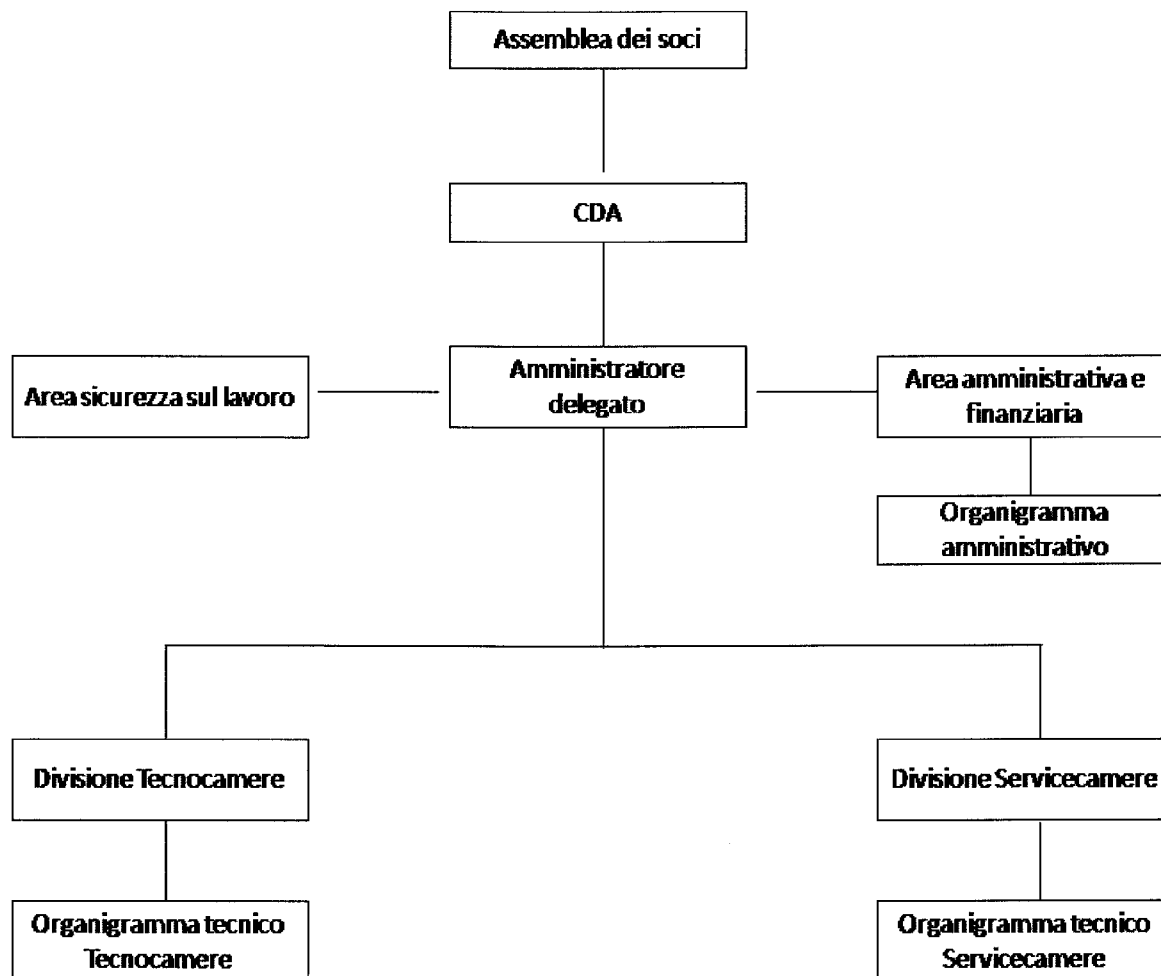 Assemblea dei soci
CDA
Area sicurezza sul lavoro
Amministratore
delegato
Area amministrativa e
finanziaria
Organigramma
amministrativo
Divisione Tecnocamere
Divisione Servicecamere
Organigramma tecnico
Tecnocamere
Organigramma tecnico
Servicecamere